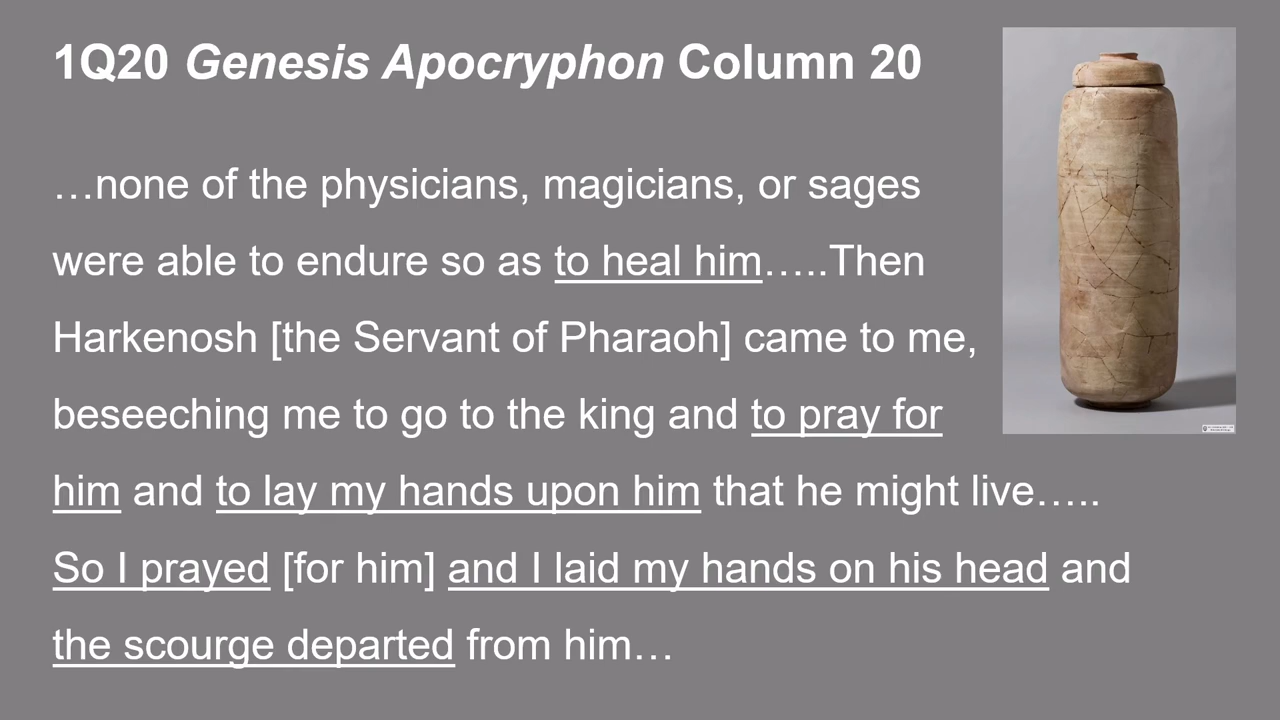 1Q20 Genesis Apocryphon Column 20
…none of the physicians, magicians, or sages
were able to endure so as to heal him…..Then
Harkenosh [the Servant of Pharaoh] came to me,
beseeching me to go to the king and to pray for
him and to lay my hands upon him that he might live…..
So I prayed [for him] and I laid my hands on his head and
the scourge departed from him…